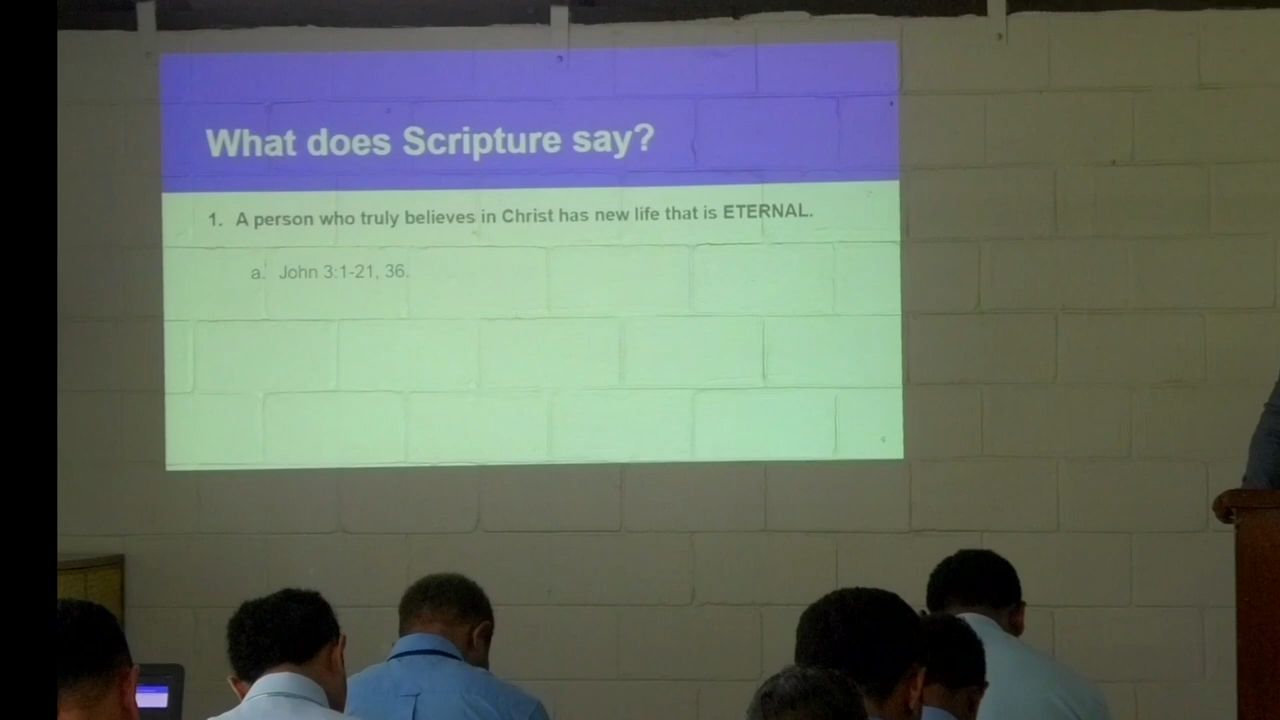 What does Scripture say?
1. A person who truly believes in Christ has new life that is ETERNAL.
a. John 3:1-21, 36.